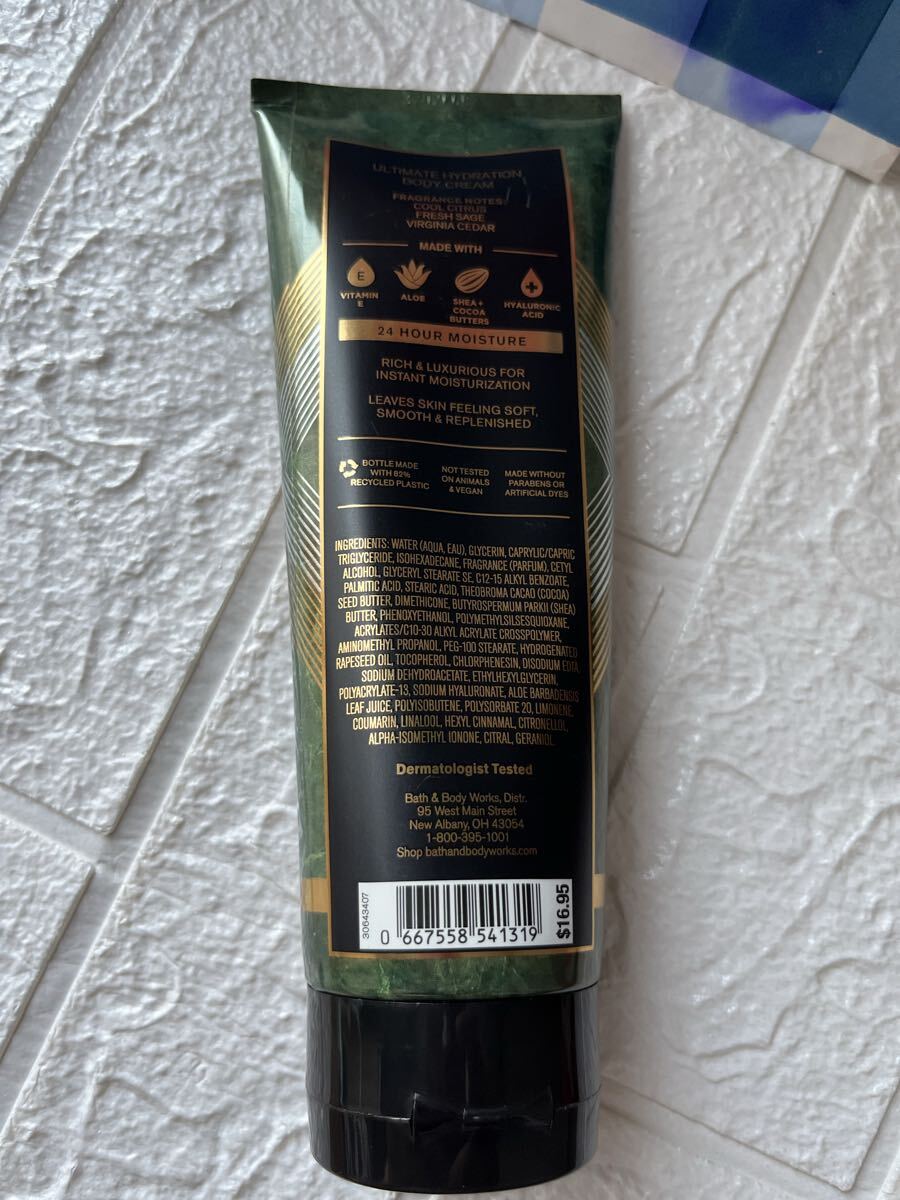 ULTIMATE HYDRATION
BODY CREAM
FRAGRANCE NOTES:
COOL CITRUS
FRESH SAGE
VIRGINIA CEDAR
MADE WITH
E
VITAMIN
E
ALOE
SHEA +
COCOA
BUTTERS
HYALURONIC
ACID
24 HOUR MOISTURE
RICH & LUXURIOUS FOR
INSTANT MOISTURIZATION
LEAVES SKIN FEELING SOFT,
SMOOTH & REPLENISHED
BOTTLE MADE
WITH 82%
RECYCLED PLASTIC
NOT TESTED
ON ANIMALS
& VEGAN
MADE WITHOUT
PARABENS OR
ARTIFICIAL DYES
INGREDIENTS: WATER (AQUA, EAU), GLYCERIN, CAPRYLIC/CAPRIC
TRIGLYCERIDE, ISOHEXADECANE, FRAGRANCE (PARFUM), CETYL
ALCOHOL, GLYCERYL STEARATE SE, C12-15 ALKYL BENZOATE,
PALMITIC ACID, STEARIC ACID, THEOBROMA CACAO (COCOA)
SEED BUTTER, DIMETHICONE, BUTYROSPERMUM PARKII (SHEA)
BUTTER, PHENOXYETHANOL, POLYMETHYLSILSESQUIOXANE,
ACRYLATES/C10-30 ALKYL ACRYLATE CROSSPOLYMER,
AMINOMETHYL PROPANOL, PEG-100 STEARATE, HYDROGENATED
RAPESEED OIL, TOCOPHEROL, CHLORPHENESIN, DISODIUM EDTA,
SODIUM DEHYDROACETATE, ETHYLHEXYLGLYCERIN,
POLYACRYLATE-13, SODIUM HYALURONATE, ALOE BARBADENSIS
LEAF JUICE, POLYISOBUTENE, POLYSORBATE 20, LIMONENE,
COUMARIN, LINALOOL, HEXYL CINNAMAL, CITRONELLOL,
ALPHA-ISOMETHYL IONONE, CITRAL, GERANIOL.
Dermatologist Tested
Bath & Body Works, Distr.
95 West Main Street
New Albany, OH 43054
1-800-395-1001
Shop bathandbodyworks.com
30643407
0 667558 541319
$16.95